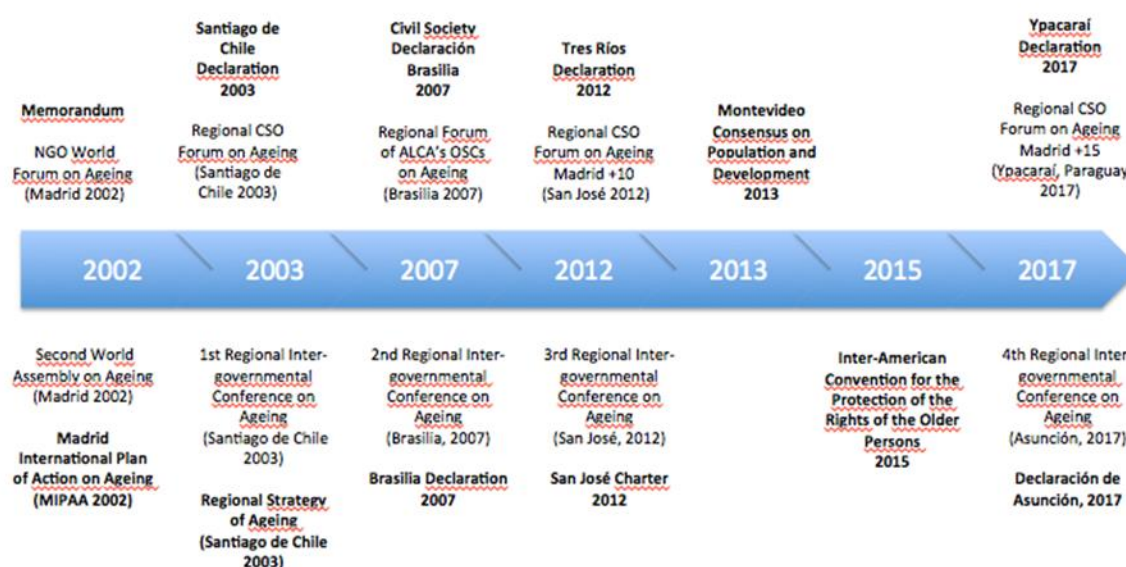 Memorandum
NGO World
Forum on Ageing
(Madrid 2002)
Santiago de
Chile
Declaration
2003
Regional CSO
Forum on Ageing
(Santiago de
Chile 2003)
Civil Society
Declaración
Brasilia
2007
Regional Forum
of ALCA's OSCs
on Ageing
(Brasilia 2007)
Tres Ríos
Declaration
2012
Regional CSO
Forum on Ageing
Madrid +10
(San José 2012)
Montevideo
Consensus on
Population and
Development
2013
Ypacaraí
Declaration
2017
Regional CSO
Forum on Ageing
Madrid +15
(Ypacaraí, Paraguay
2017)
2002
2003
2007
2012
2013
2015
2017
Second World
Assembly on Ageing
(Madrid 2002)
Madrid
International Plan
of Action on Ageing
(MIPAA 2002)
1st Regional Inter-
governmental
Conference on
Ageing
(Santiago de Chile
2003)
Regional Strategy
of Ageing
(Santiago de Chile
2003)
2nd Regional Inter-
governmental
Conference on
Ageing
(Brasilia, 2007)
Brasilia Declaration
2007
3rd Regional Inter-
governmental
Conference on
Ageing
(San José, 2012)
San José Charter
2012
Inter-American
Convention for the
Protection of the
Rights of the Older
Persons
2015
4th Regional Inter
governmental
Conference on
Ageing
(Asunción, 2017)
Declaración de
Asunción, 2017